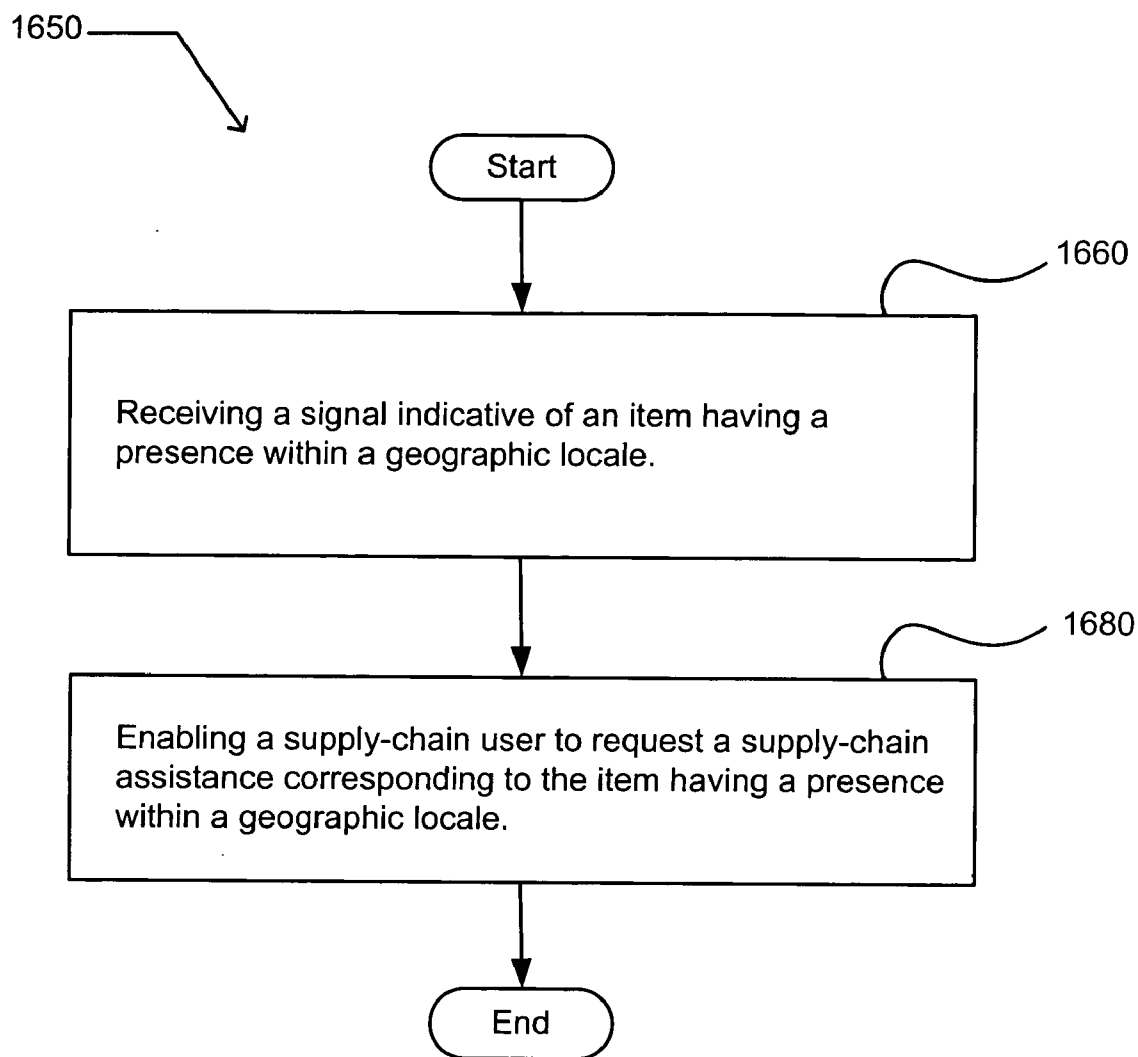 1650
Start
1660
Receiving a signal indicative of an item having a
presence within a geographic locale.
1680
Enabling a supply-chain user to request a supply-chain
assistance corresponding to the item having a presence
within a geographic locale.
End